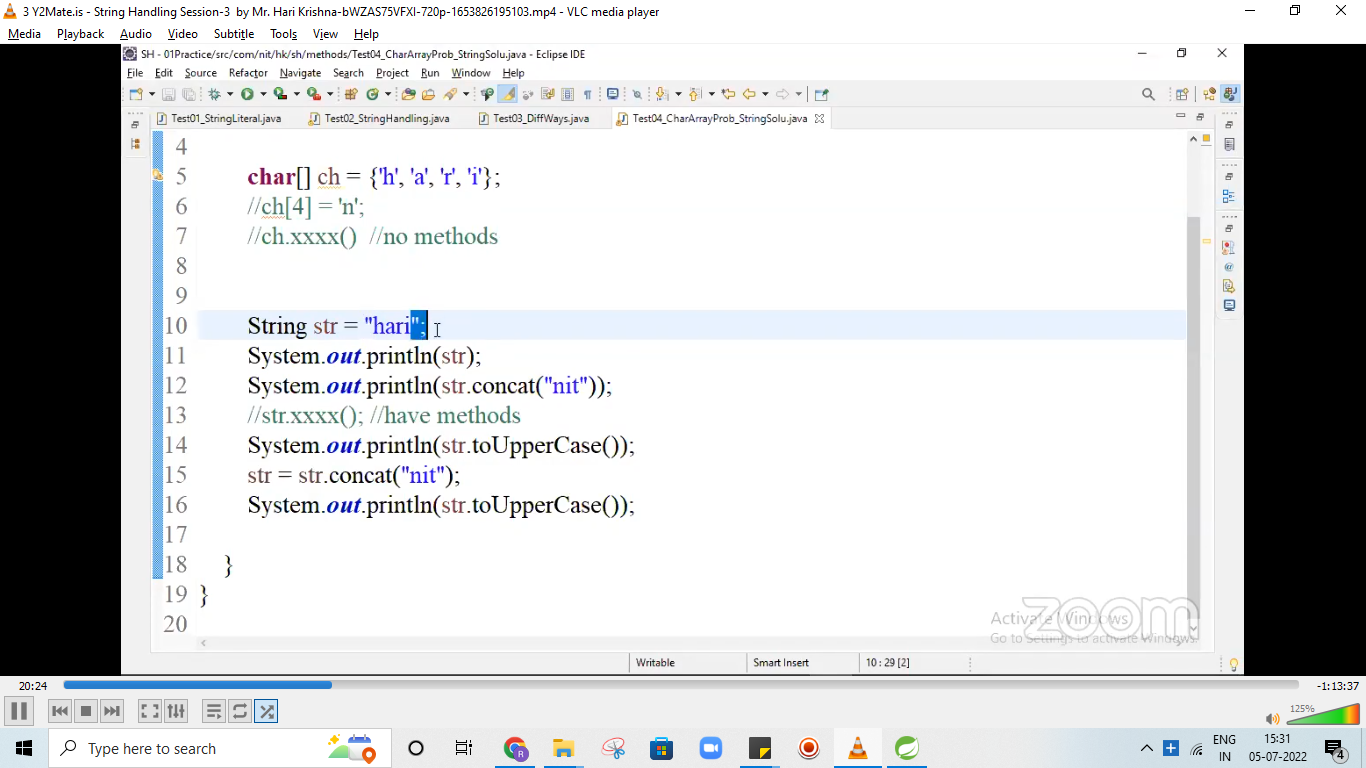 3 Y2Mate.is - String Handling Session-3  by Mr. Hari Krishna-bWZAS75VFXI-720p-1653826195103.mp4 - VLC media player
Media Playback Audio Video Subtitle Tools View Help
SH - 01Practice/src/com/nit/hk/sh/methods/Test04_CharArrayProb_StringSolu.java - Eclipse IDE
File Edit Source Refactor Navigate Search Project Run Window Help
Test01_StringLiteral.java Test02_StringHandling.java Test03_DiffWays.java Test04_CharArrayProb_StringSolu.java
4
5 char[] ch = {'h', 'a', 'r', 'i'};
6 //ch[4] = 'n';
7 //ch.xxxx()  //no methods
8
9
10 String str = "hari";
11 System.out.println(str);
12 System.out.println(str.concat("nit"));
13 //str.xxxx(); //have methods
14 System.out.println(str.toUpperCase());
15 str = str.concat("nit");
16 System.out.println(str.toUpperCase());
17
18 }
19 }
20
zoom
Activate Windows
Go to Settings to activate Windows.
Writable Smart Insert 10 : 29 [2]
20:24 -1:13:37
125%
Type here to search
ENG 15:31
IN 05-07-2022 4